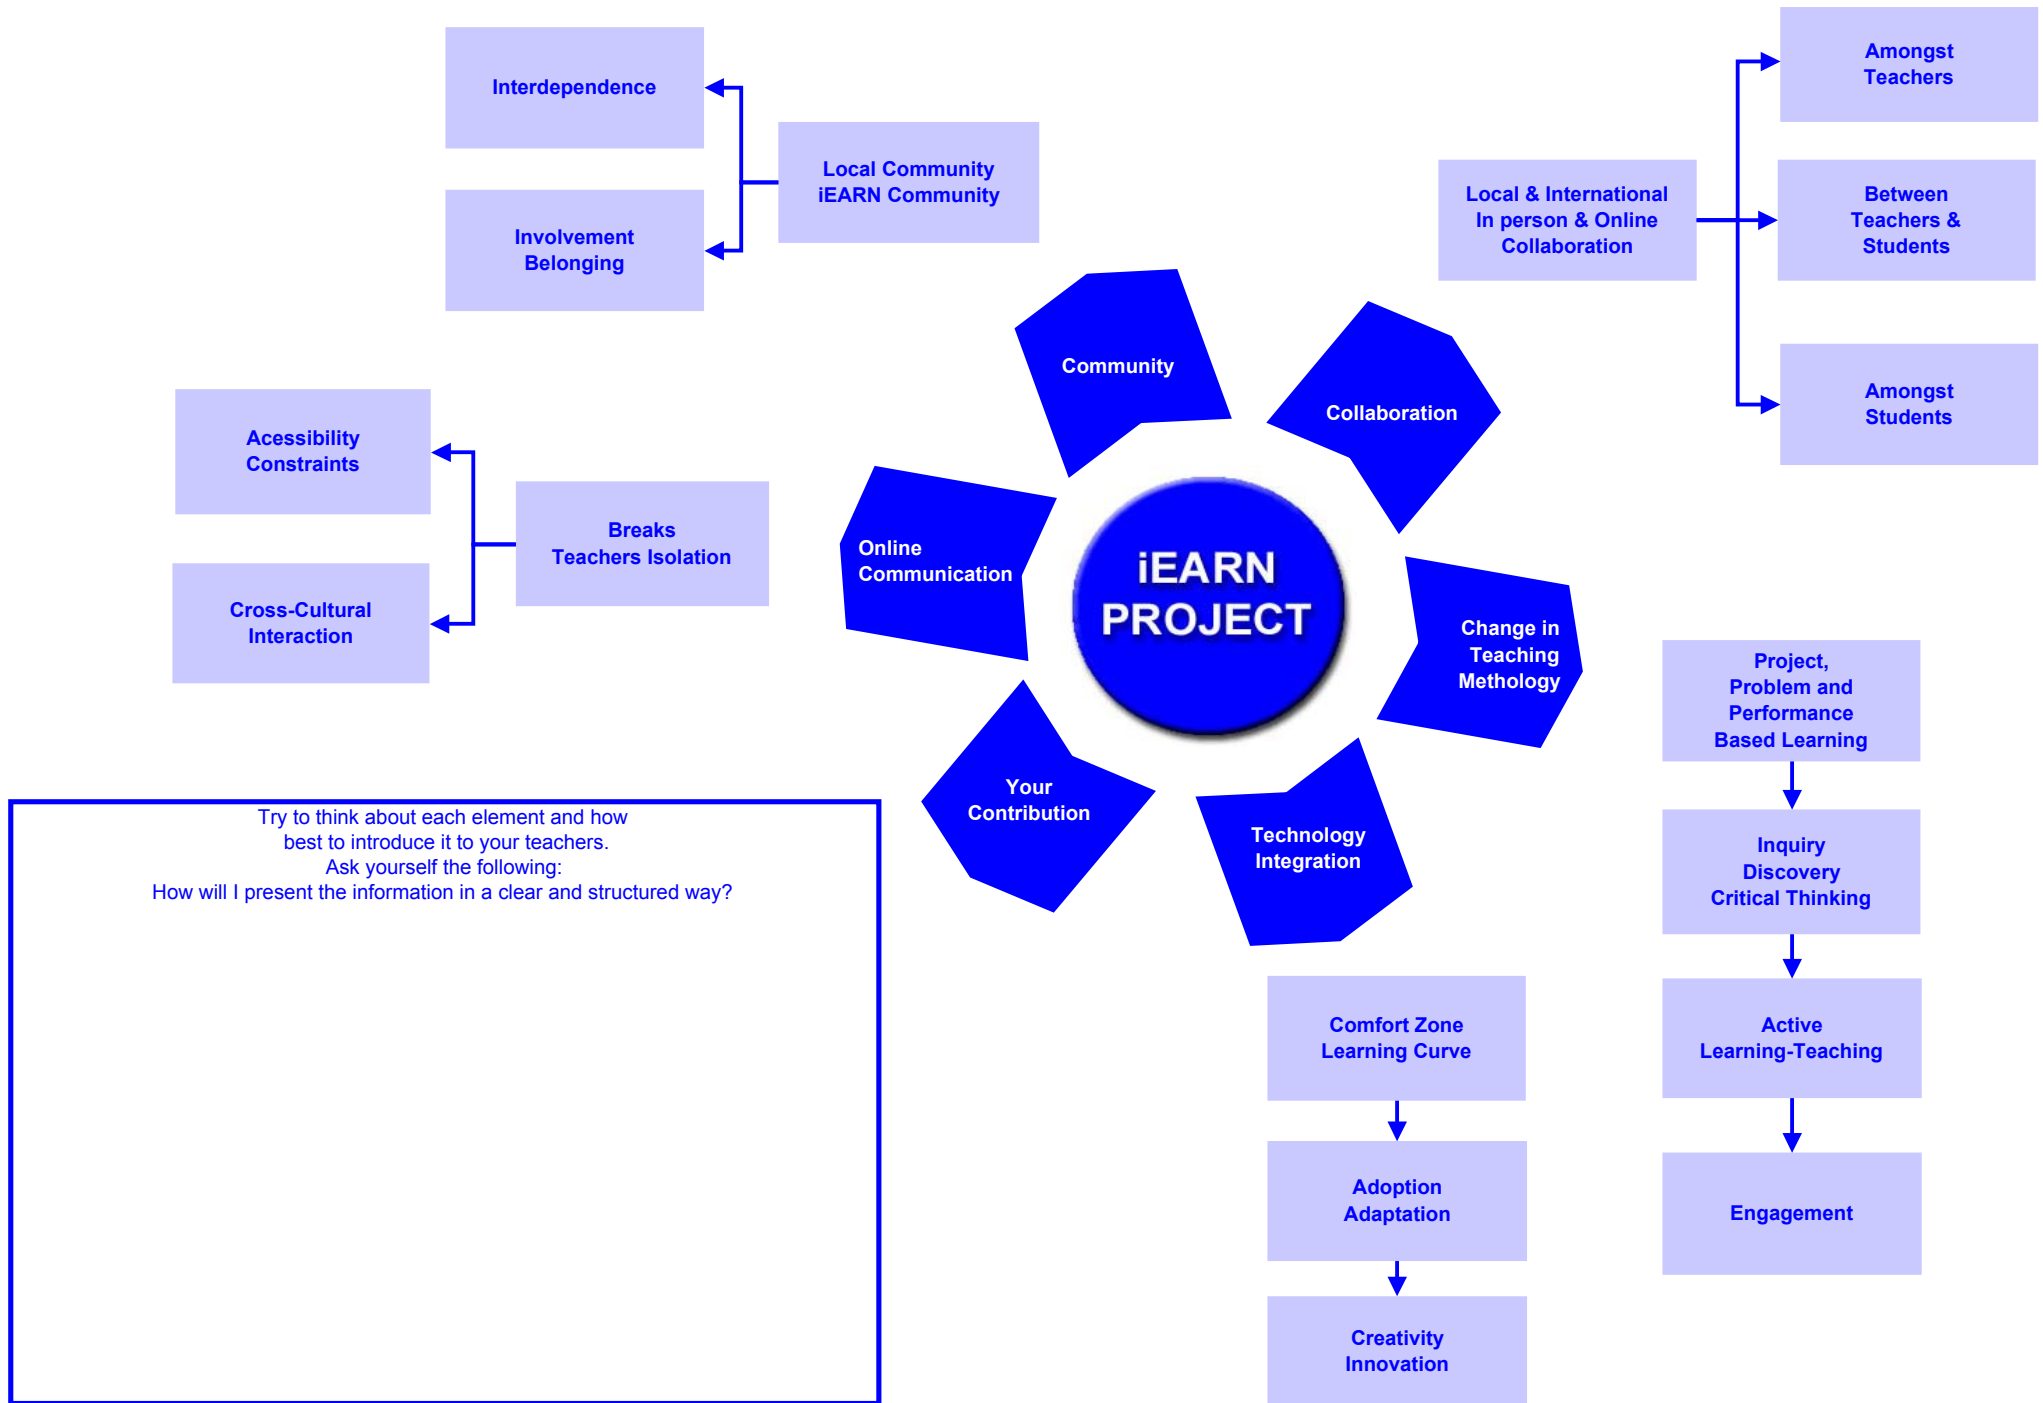 Interdependence
Involvement
Belonging
Local Community
iEARN Community
Amongst
Teachers
Local & International
In person & Online
Collaboration
Between
Teachers &
Students
Amongst
Students
Community
Collaboration
Acessibility
Constraints
Cross-Cultural
Interaction
Breaks
Teachers Isolation
Online
Communication
iEARN
PROJECT
Change in
Teaching
Methology
Your
Contribution
Technology
Integration
Project,
Problem and
Performance
Based Learning
Inquiry
Discovery
Critical Thinking
Active
Learning-Teaching
Engagement
Comfort Zone
Learning Curve
Adoption
Adaptation
Creativity
Innovation
Try to think about each element and how
best to introduce it to your teachers.
Ask yourself the following:
How will I present the information in a clear and structured way?